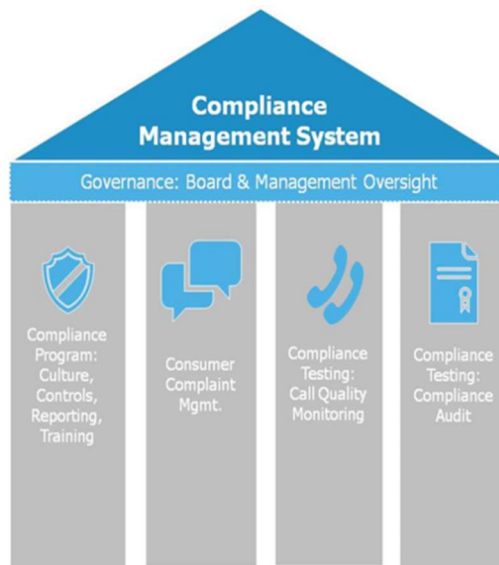 Compliance
Management System
Governance: Board & Management Oversight
Compliance
Program:
Culture,
Controls,
Reporting,
Training
Consumer
Complaint
Mgmt.
Compliance
Testing:
Call Quality
Monitoring
Compliance
Testing:
Compliance
Audit